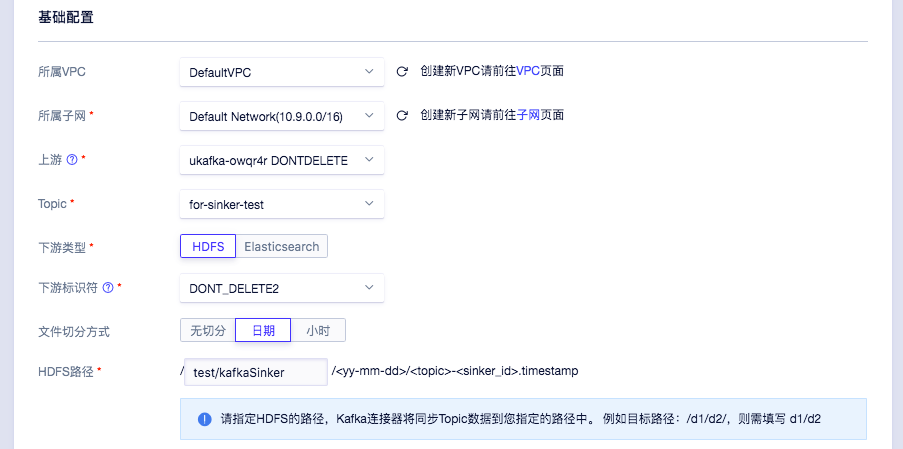 基础配置
所属VPC DefaultVPC 创建新VPC请前往VPC页面
所属子网 * Default Network(10.9.0.0/16) 创建新子网请前往子网页面
上游 ? * ukafka-owqr4r DONTDELETE
Topic * for-sinker-test
下游类型 * HDFS Elasticsearch
下游标识符 ? * DONT_DELETE2
文件切分方式 无切分 日期 小时
HDFS路径 * / test/kafkaSinker /<yy-mm-dd>/<topic>-<sinker_id>.timestamp
请指定HDFS的路径，Kafka连接器将同步Topic数据到您指定的路径中。 例如目标路径：/d1/d2/，则需填写 d1/d2